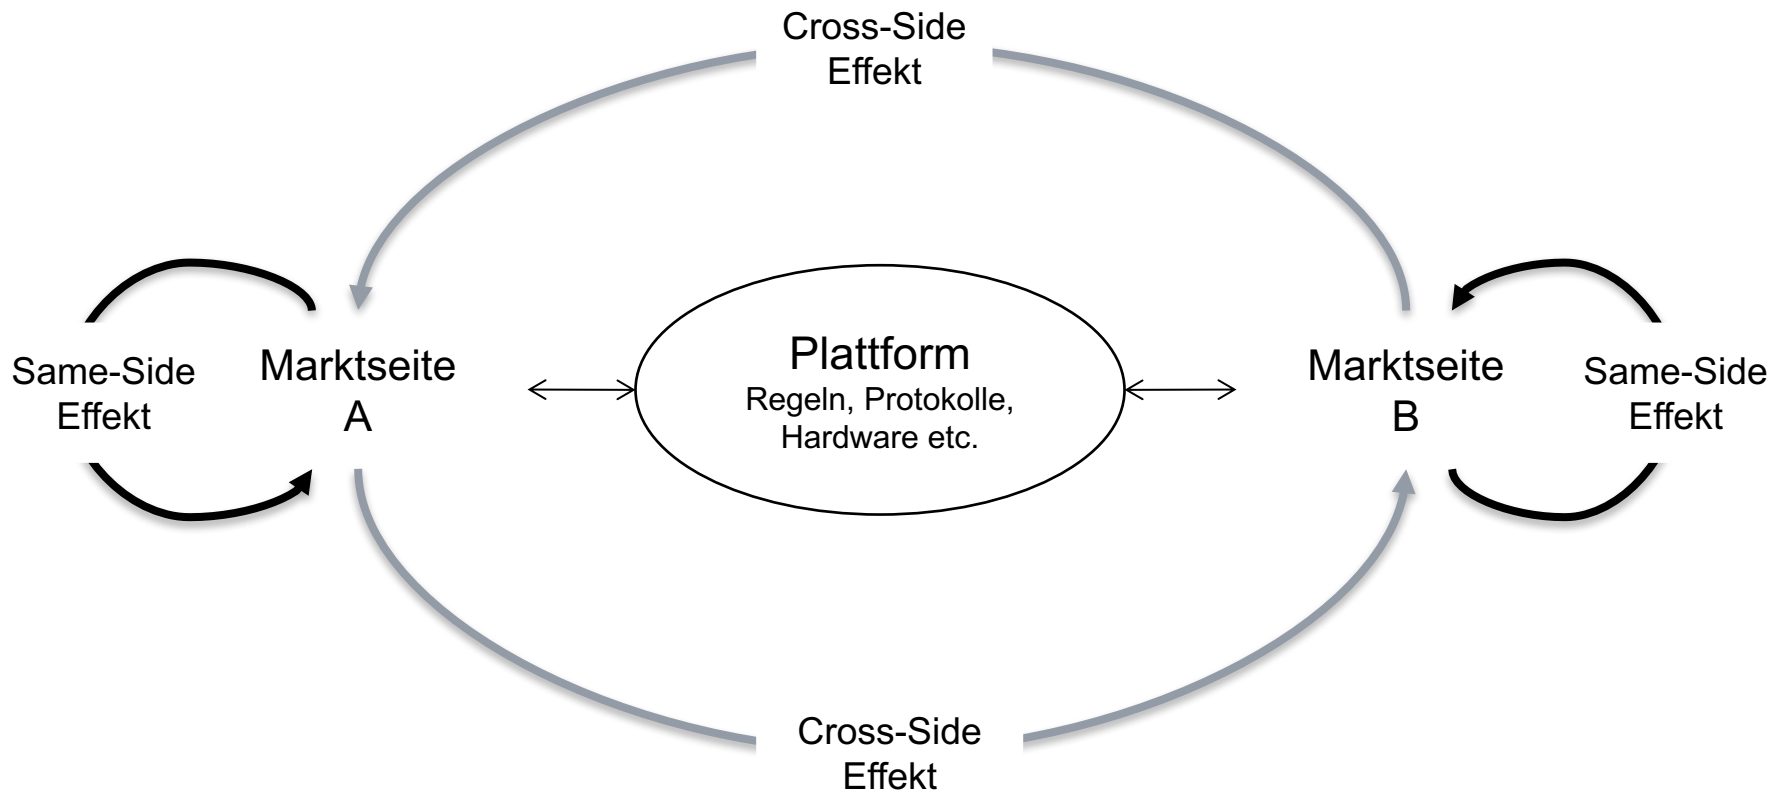 Cross-Side
Effekt
Same-Side
Effekt
Marktseite
A
Plattform
Regeln, Protokolle,
Hardware etc.
Marktseite
B
Same-Side
Effekt
Cross-Side
Effekt